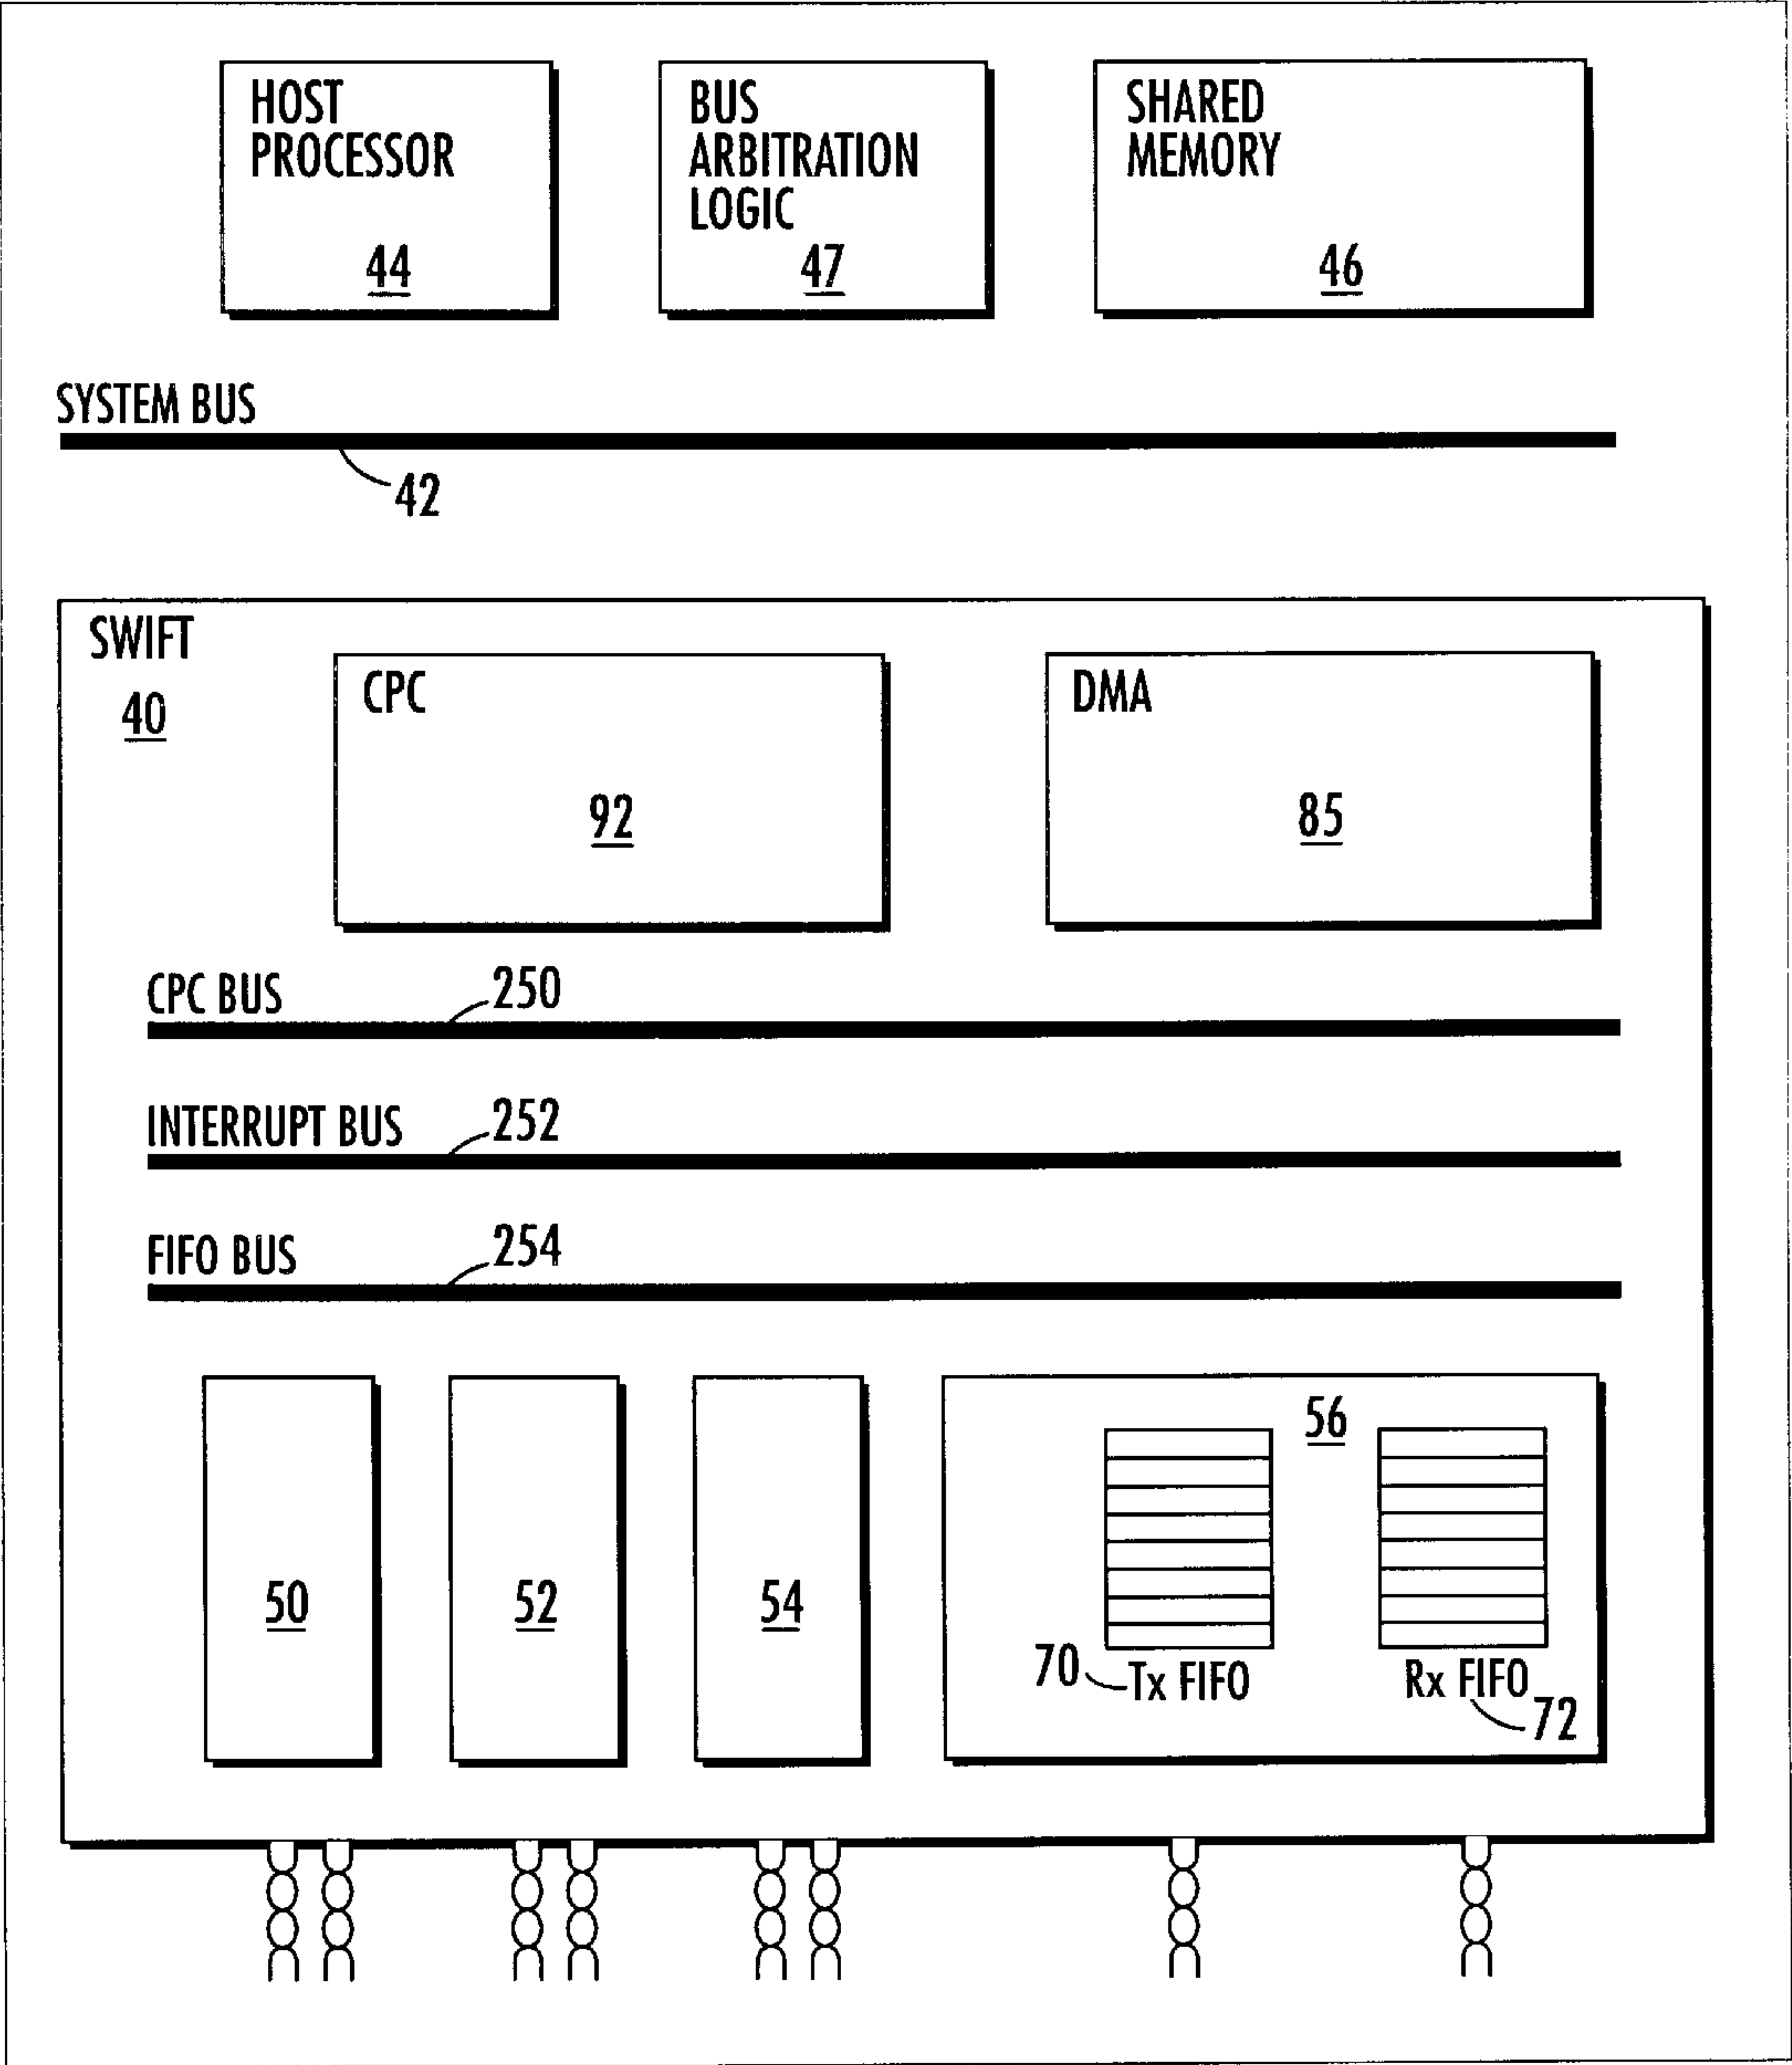 HOST
PROCESSOR
44
BUS
ARBITRATION
LOGIC
47
SHARED
MEMORY
46
SYSTEM BUS
42
SWIFT
40
CPC
92
DMA
85
CPC BUS
250
INTERRUPT BUS
252
FIFO BUS
254
50
52
54
56
70
Tx FIFO
Rx FIFO
72